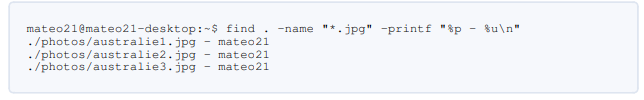 mateo21@mateo21-desktop:~$ find . -name "*.jpg" -printf "%p - %u\n"
./photos/australie1.jpg - mateo21
./photos/australie2.jpg - mateo21
./photos/australie3.jpg - mateo21